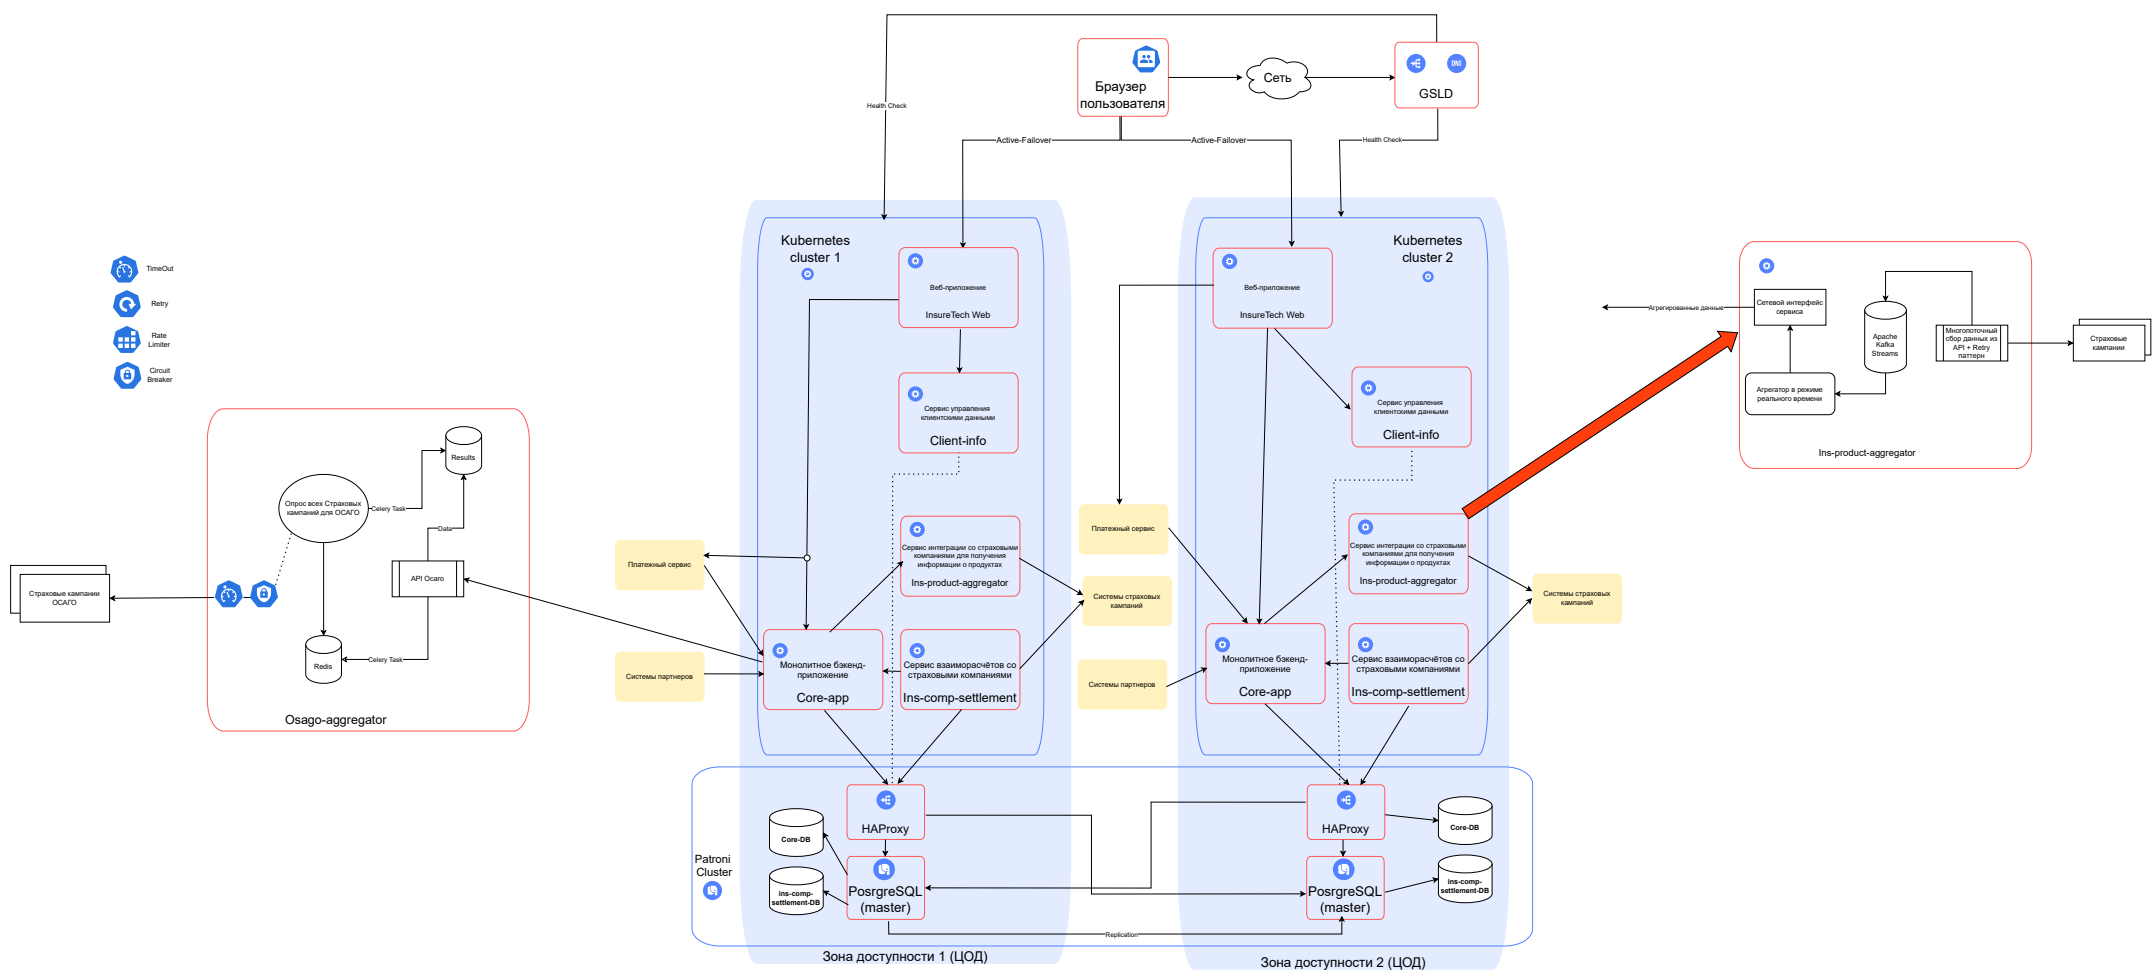 Браузер
пользователя
Сеть
DNS
GSLD
Health Check
Active-Failover
Active-Failover
Health Check
TimeOut
Retry
Rate
Limiter
Circuit
Breaker
Osago-aggregator
Опрос всех Страховых
кампаний для ОСАГО
Celery Task
Results
Data
API Ocaro
Celery Task
Redis
Страховые кампании
ОСАГО
Kubernetes
cluster 1
Веб-приложение
InsureTech Web
Сервис управления
клиентскими данными
Client-info
Сервис интеграции со страховыми
компаниями для получения
информации о продуктах
Ins-product-aggregator
Платежный сервис
Системы партнеров
Монолитное бэкенд-
приложение
Core-app
Сервис взаиморасчётов со
страховыми компаниями
Ins-comp-settlement
Системы страховых
кампаний
Kubernetes
cluster 2
Веб-приложение
InsureTech Web
Сервис управления
клиентскими данными
Client-info
Платежный сервис
Сервис интеграции со страховыми
компаниями для получения
информации о продуктах
Ins-product-aggregator
Системы партнеров
Монолитное бэкенд-
приложение
Core-app
Сервис взаиморасчётов со
страховыми компаниями
Ins-comp-settlement
Системы страховых
кампаний
Агрегированные данные
Сетевой интерфейс
сервиса
Apache
Kafka
Streams
Многопоточный
сбор данных из
API + Retry
паттерн
Страховые
кампании
Агрегатор в режиме
реального времени
Ins-product-aggregator
Patroni
Cluster
HAProxy
Core-DB
ins-comp-
settlement-DB
PosrgreSQL
(master)
Replication
HAProxy
Core-DB
ins-comp-
settlement-DB
PosrgreSQL
(master)
Зона доступности 1 (ЦОД)
Зона доступности 2 (ЦОД)